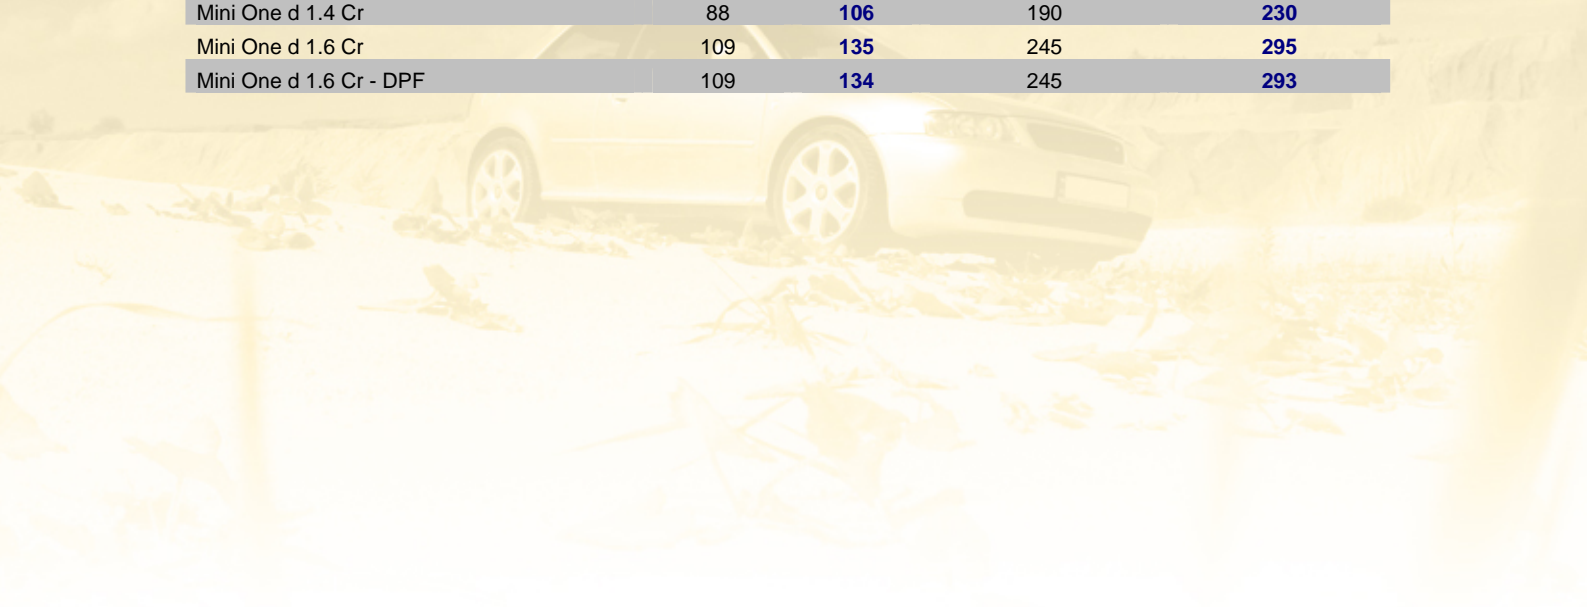 Mini One d 1.4 Cr 88 106 190 230
Mini One d 1.6 Cr 109 135 245 295
Mini One d 1.6 Cr - DPF 109 134 245 293